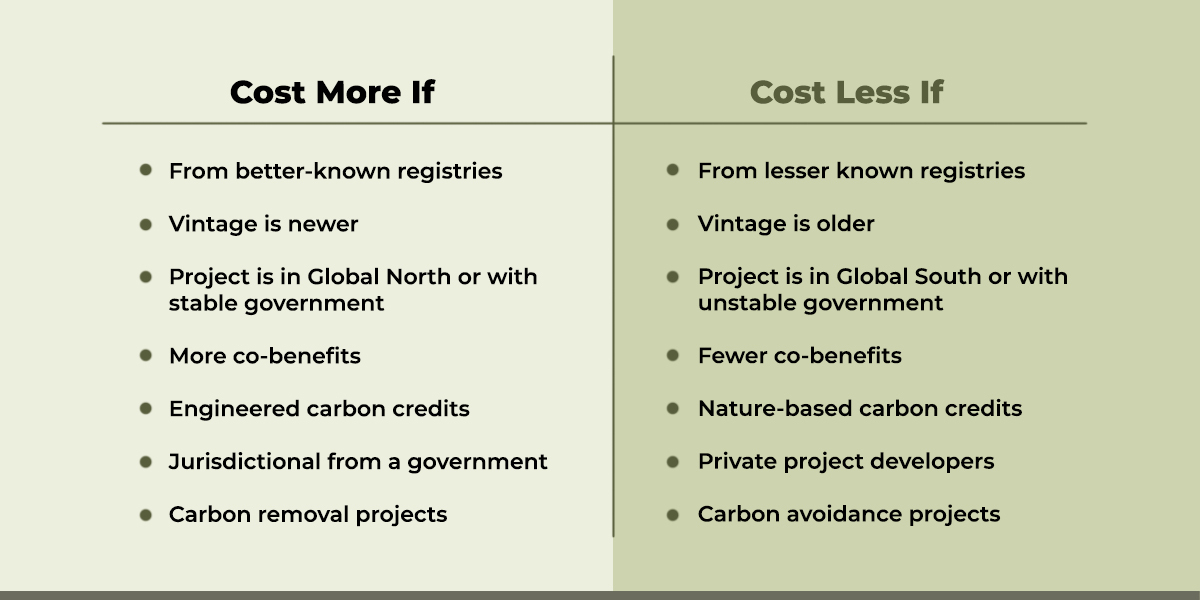 Cost More If
From better-known registries
Vintage is newer
Project is in Global North or with
stable government
More co-benefits
Engineered carbon credits
Jurisdictional from a government
Carbon removal projects
Cost Less If
From lesser known registries
Vintage is older
Project is in Global South or with
unstable government
Fewer co-benefits
Nature-based carbon credits
Private project developers
Carbon avoidance projects